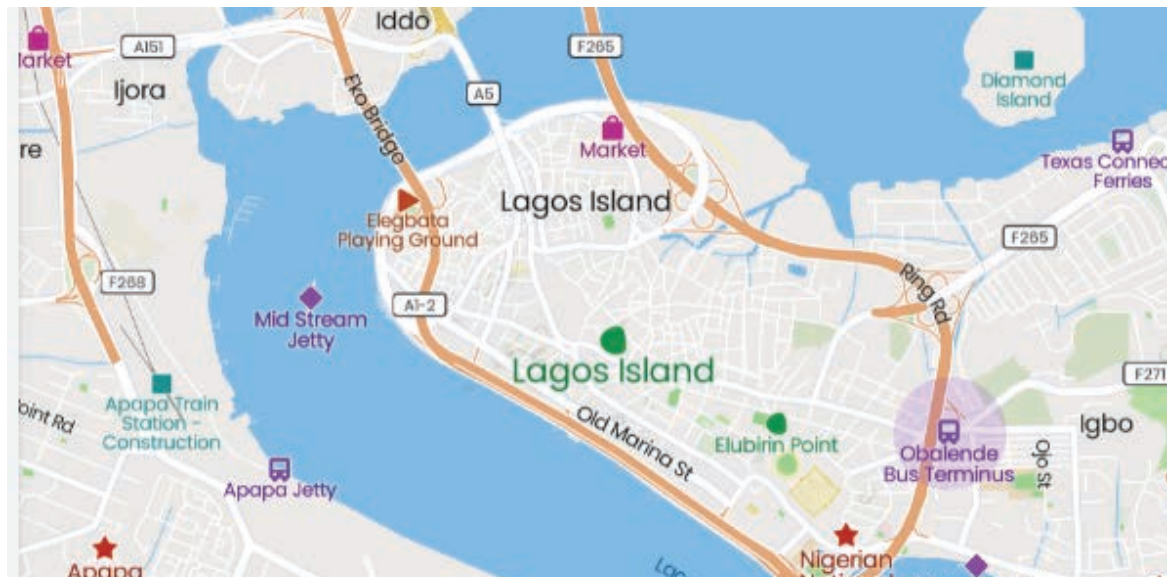 Iddo
A151
F265
Market
Ijora
Eko Bridge
A5
Diamond
Island
Market
re
Texas Connec
Ferries
Lagos Island
Elegbata
Playing Ground
F265
F268
Ring Rd
A1-2
Mid Stream
Jetty
Lagos Island
F271
Apapa Train
Station -
Construction
oint Rd
Old Marina St
Elubirin Point
Igbo
Obalende
Bus Terminus
Ojo St
Apapa Jetty
Nigerian
Apapa